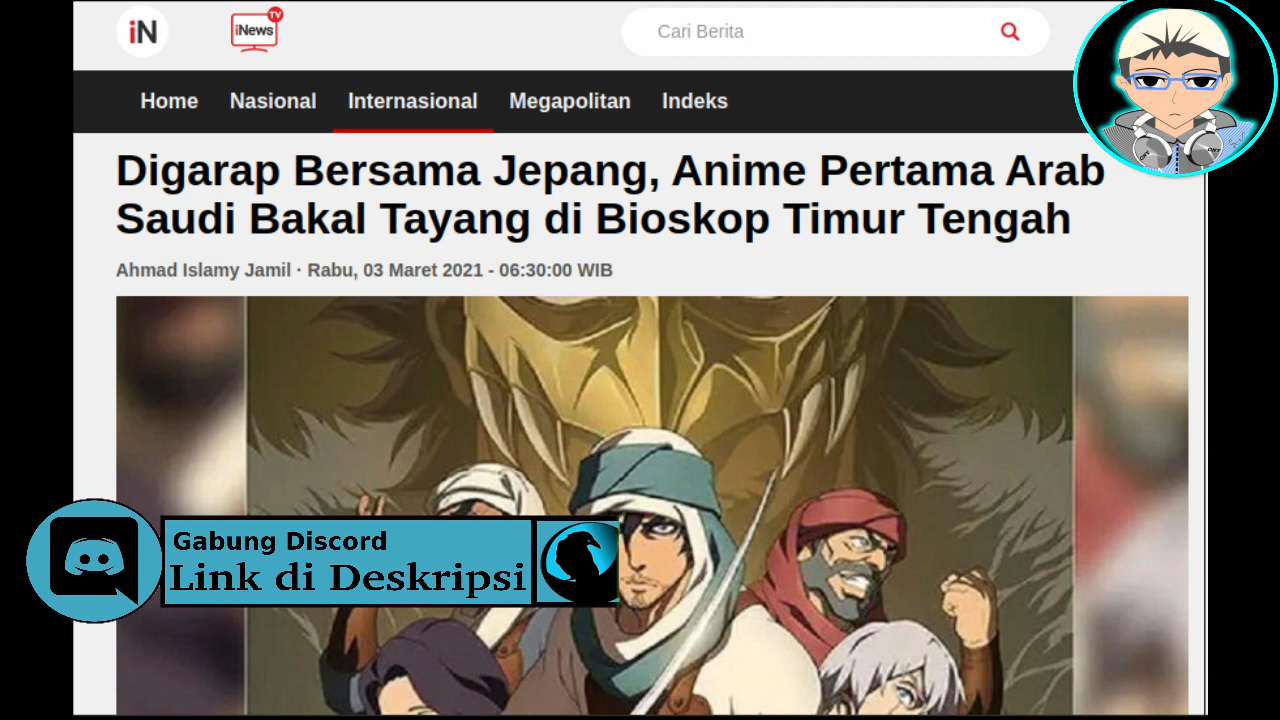 iN
iNews
TV
Cari Berita
Home Nasional Internasional Megapolitan Indeks
Digarap Bersama Jepang, Anime Pertama Arab
Saudi Bakal Tayang di Bioskop Timur Tengah
Ahmad Islamy Jamil · Rabu, 03 Maret 2021 - 06:30:00 WIB
Gabung Discord
Link di Deskripsi